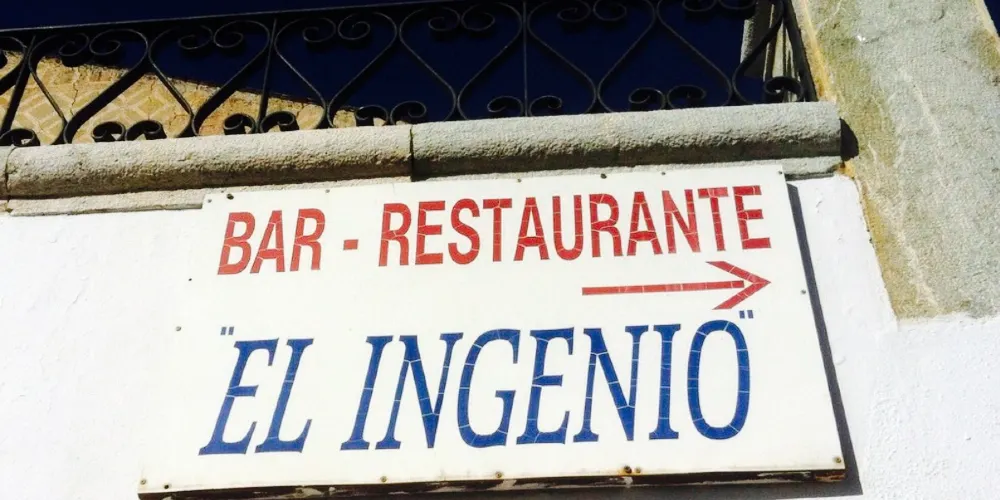 BAR - RESTAURANTE
"EL INGENIO"